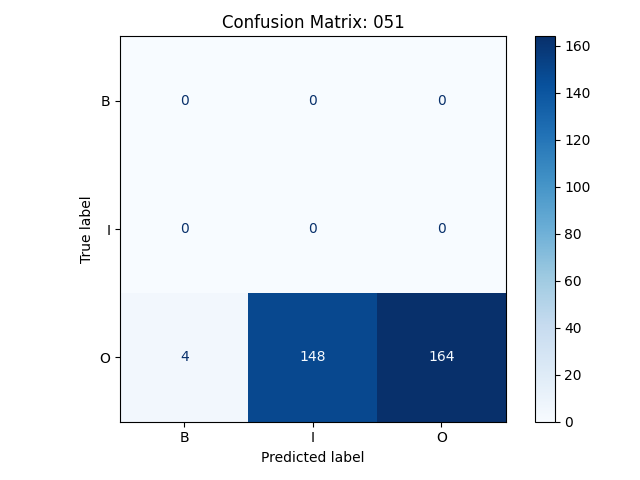 Confusion Matrix: 051
True label
B 0 0 0
I 0 0 0
O 4 148 164
B I O
Predicted label
160
140
120
100
80
60
40
20
0